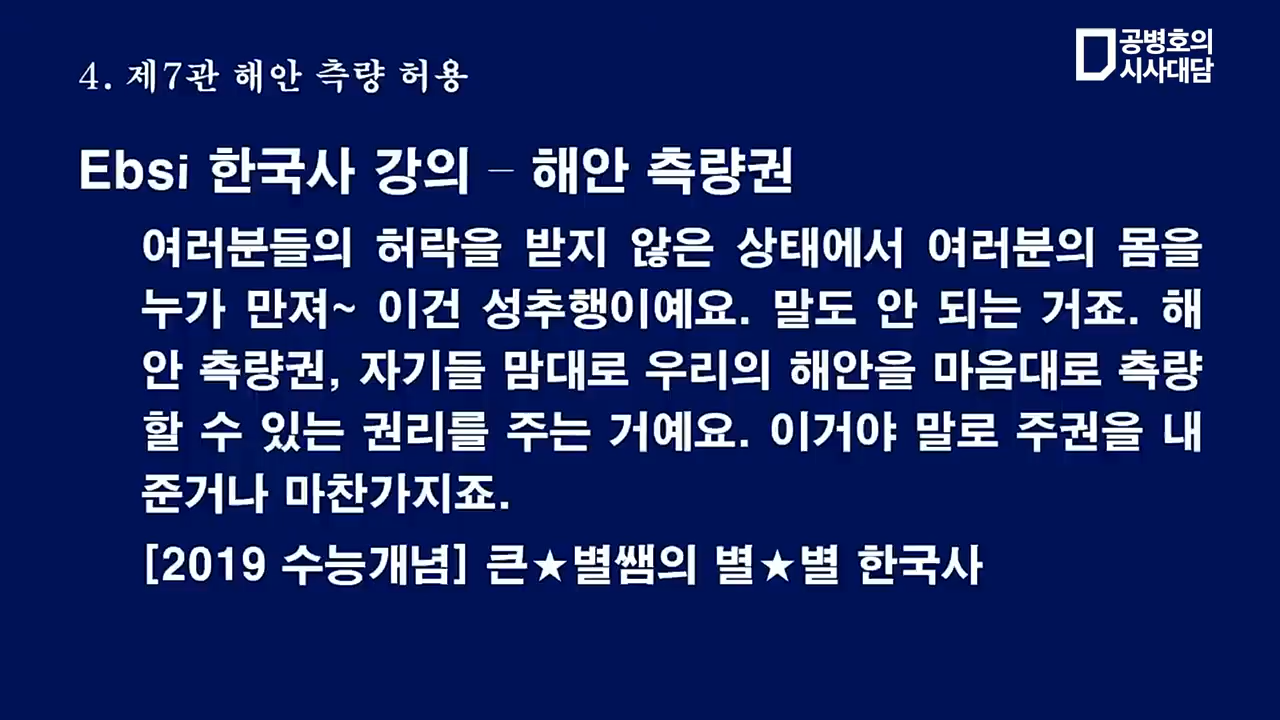 공병호의
시사대담
4. 제7관 해안 측량 허용
Ebsi 한국사 강의 – 해안 측량권
여러분들의 허락을 받지 않은 상태에서 여러분의 몸을
누가 만져~ 이건 성추행이예요. 말도 안 되는 거죠. 해
안 측량권, 자기들 맘대로 우리의 해안을 마음대로 측량
할 수 있는 권리를 주는 거예요. 이거야 말로 주권을 내
준거나 마찬가지죠.
[2019 수능개념] 큰★별쌤의 별★별 한국사